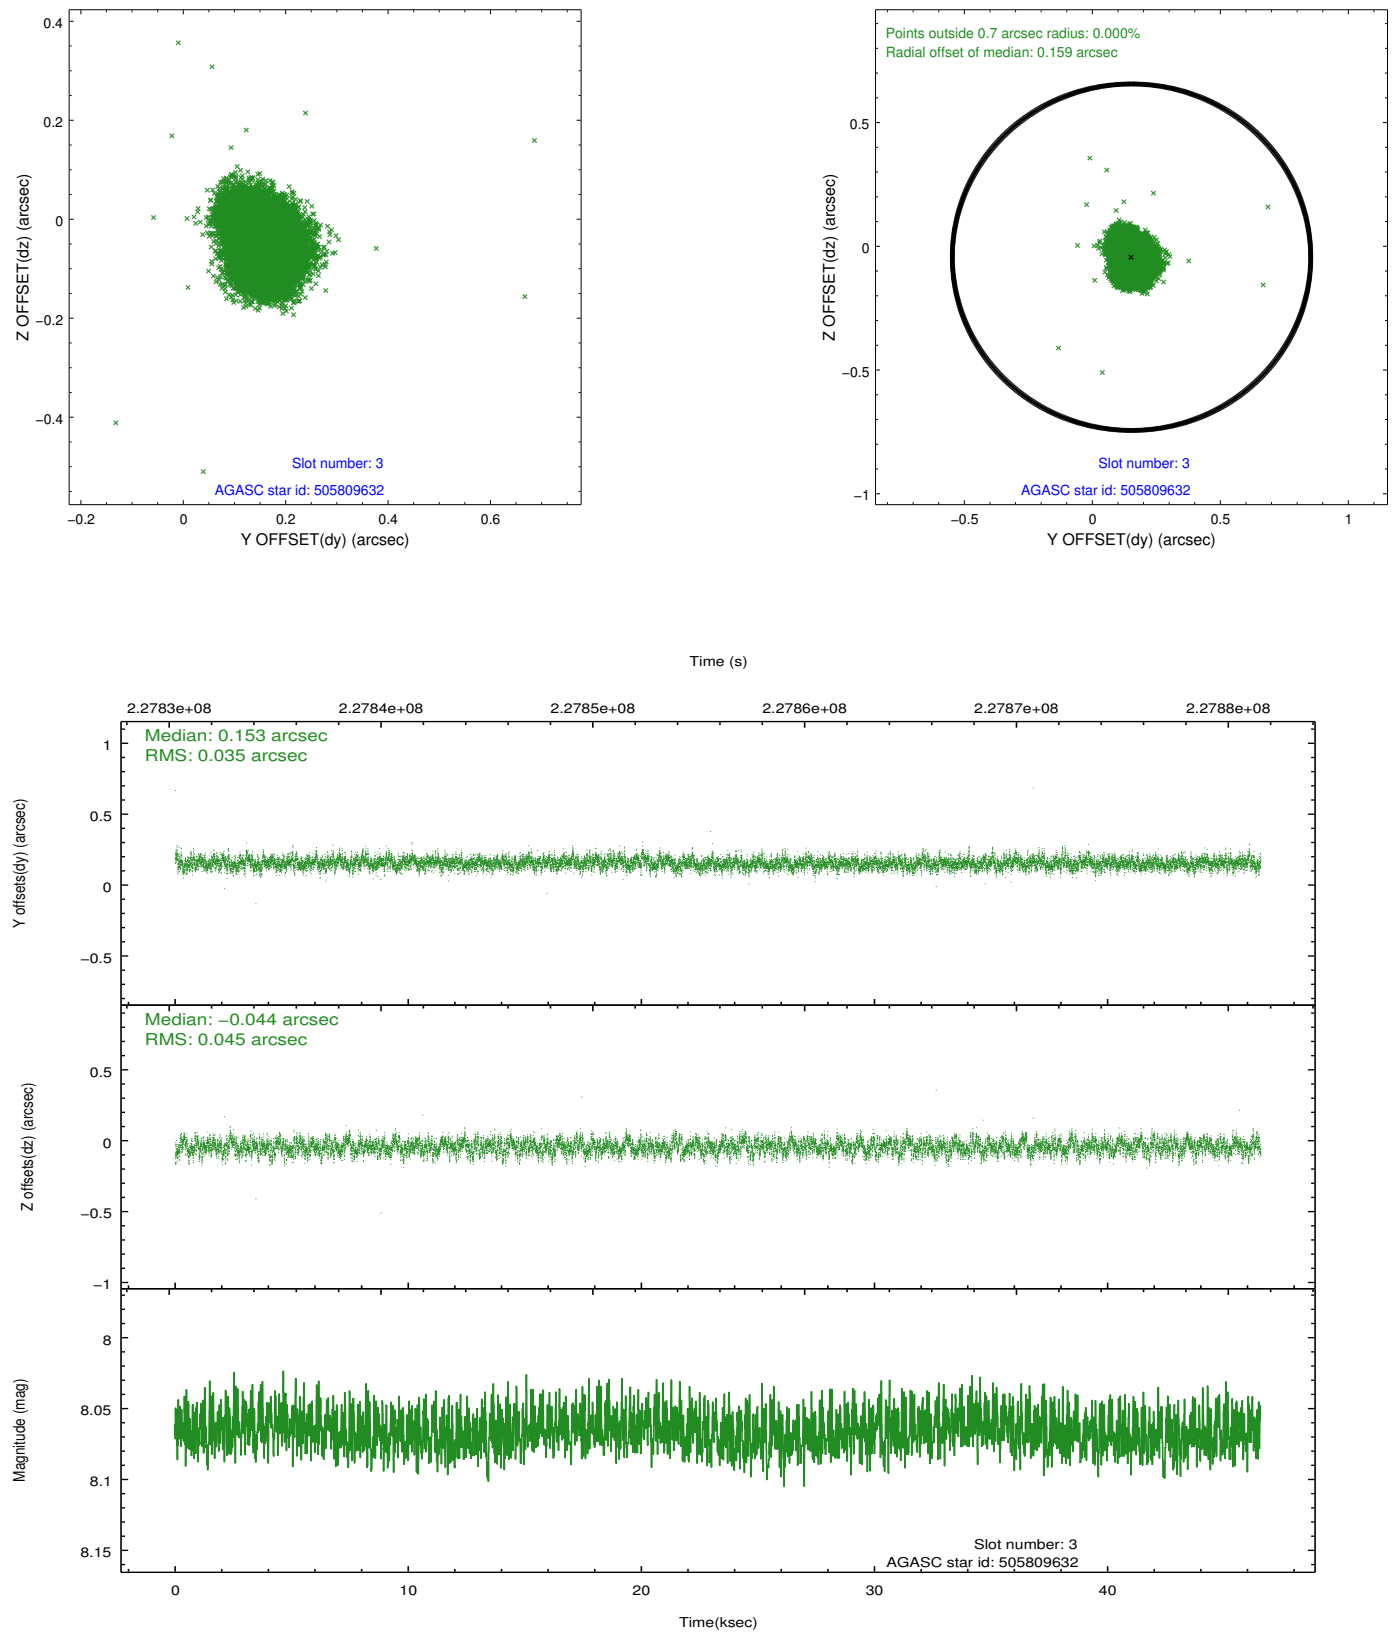 0.4
0.2
0
−0.2
−0.4
Z OFFSET(dz) (arcsec)
Slot number: 3
AGASC star id: 505809632
−0.2 0 0.2 0.4 0.6
Y OFFSET(dy) (arcsec)
Points outside 0.7 arcsec radius: 0.000%
Radial offset of median: 0.159 arcsec
0.5
0
−0.5
−1
Z OFFSET(dz) (arcsec)
Slot number: 3
AGASC star id: 505809632
−0.5 0 0.5 1
Y OFFSET(dy) (arcsec)
Time (s)
2.2783e+08 2.2784e+08 2.2785e+08 2.2786e+08 2.2787e+08 2.2788e+08
Median: 0.153 arcsec
RMS: 0.035 arcsec
1
0.5
0
−0.5
Y offsets(dy) (arcsec)
Median: −0.044 arcsec
RMS: 0.045 arcsec
0.5
0
−0.5
−1
Z offsets(dz) (arcsec)
8
8.05
8.1
8.15
Magnitude (mag)
Slot number: 3
AGASC star id: 505809632
0 10 20 30 40
Time(ksec)